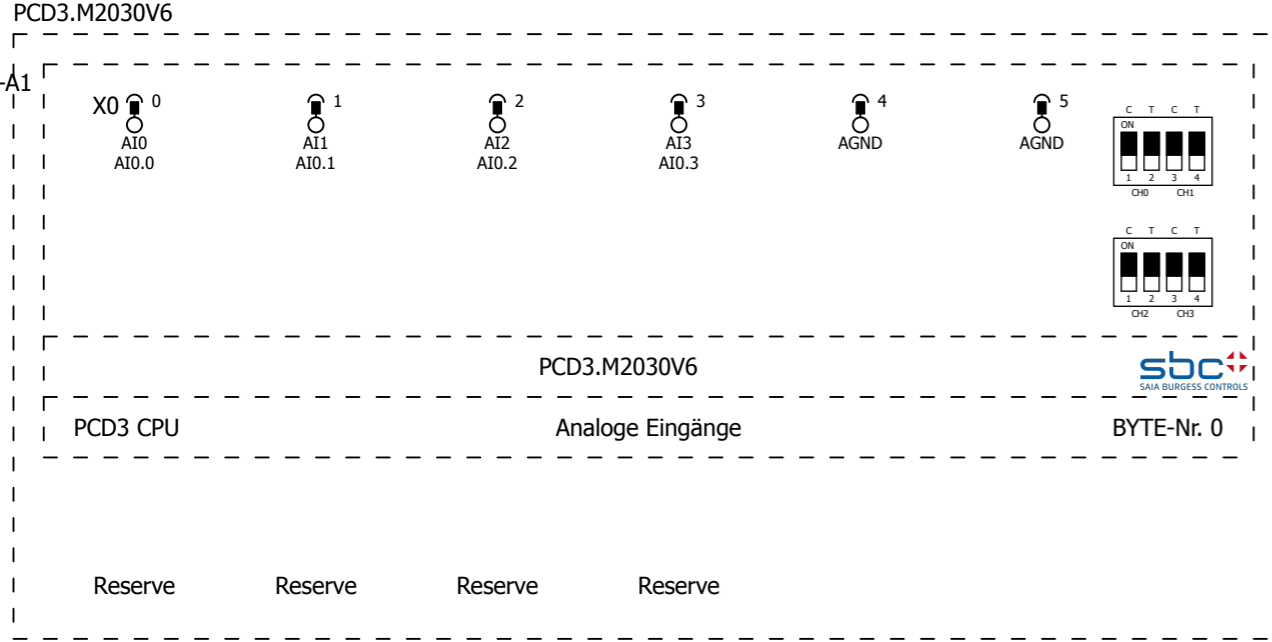 PCD3.M2030V6
-A1
X0 0 1 2 3 4 5
AI0 AI1 AI2 AI3 AGND AGND
AI0.0 AI0.1 AI0.2 AI0.3
C T C T
ON
1 2 3 4
CH0 CH1
C T C T
ON
1 2 3 4
CH2 CH3
PCD3.M2030V6
sbc
SAIA BURGESS CONTROLS
PCD3 CPU Analoge Eingänge BYTE-Nr. 0
Reserve Reserve Reserve Reserve